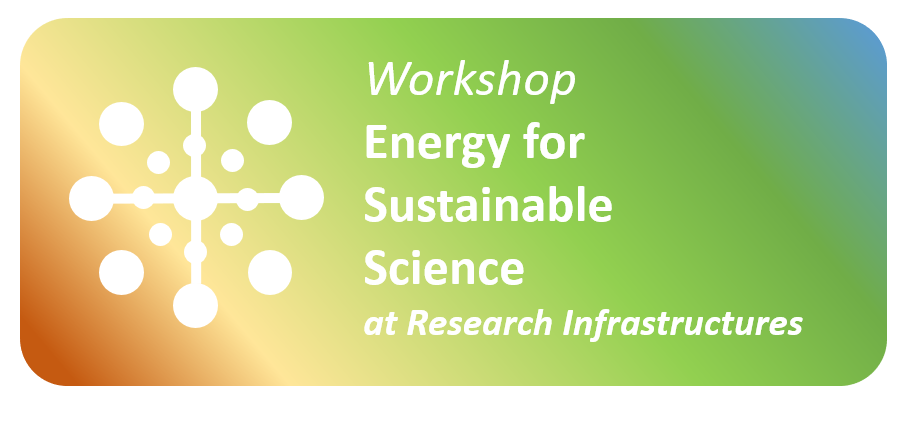 Workshop
Energy for
Sustainable
Science
at Research Infrastructures